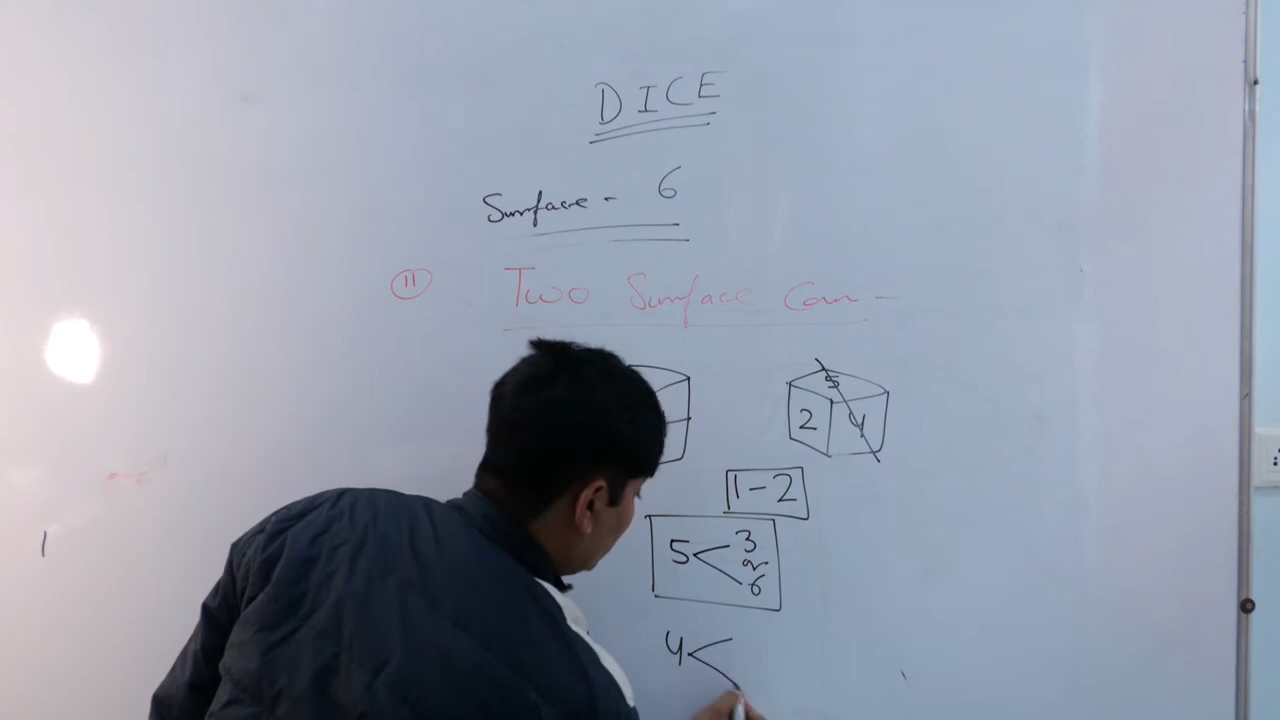 DICE
Surface - 6
11 Two Surface Com -
5
2 4
1-2
5 < 3
or
6
4 <